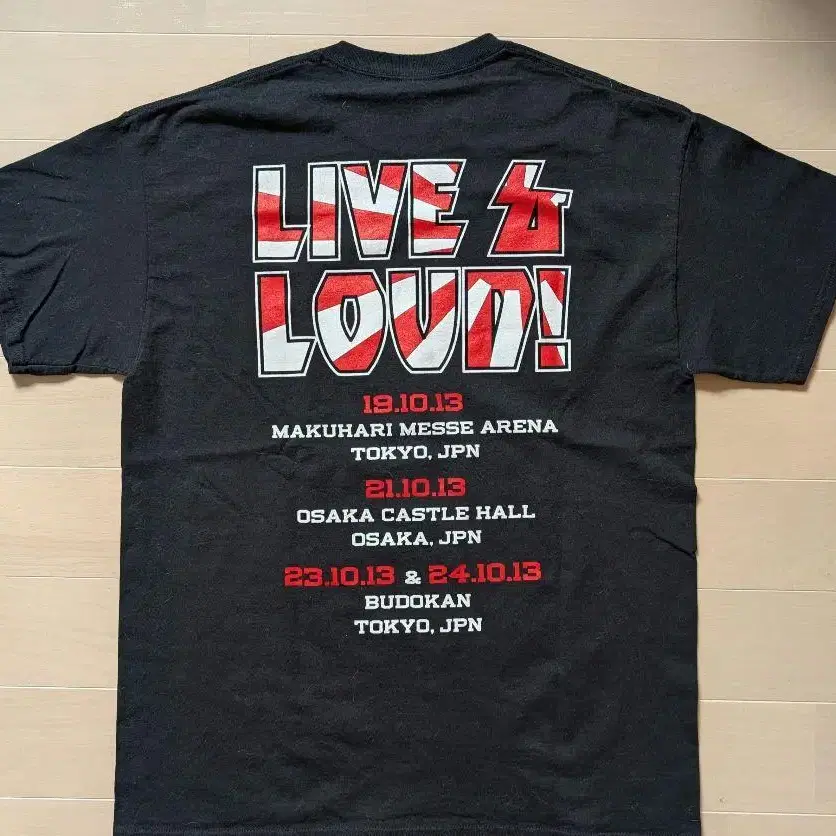 LIVE &
LOUD!
19.10.13
MAKUHARI MESSE ARENA
TOKYO, JPN
21.10.13
OSAKA CASTLE HALL
OSAKA, JPN
23.10.13 & 24.10.13
BUDOKAN
TOKYO, JPN